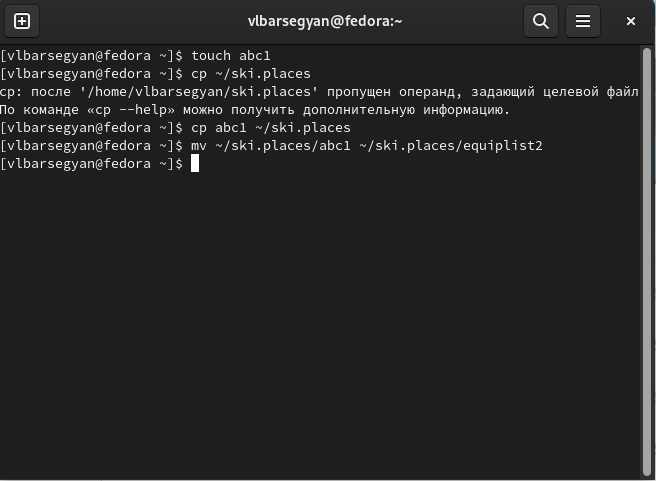 vlbarsegyan@fedora:~
[vlbarsegyan@fedora ~]$ touch abc1
[vlbarsegyan@fedora ~]$ cp ~/ski.places
cp: после '/home/vlbarsegyan/ski.places' пропущен операнд, задающий целевой файл
По команде «cp --help» можно получить дополнительную информацию.
[vlbarsegyan@fedora ~]$ cp abc1 ~/ski.places
[vlbarsegyan@fedora ~]$ mv ~/ski.places/abc1 ~/ski.places/equiplist2
[vlbarsegyan@fedora ~]$